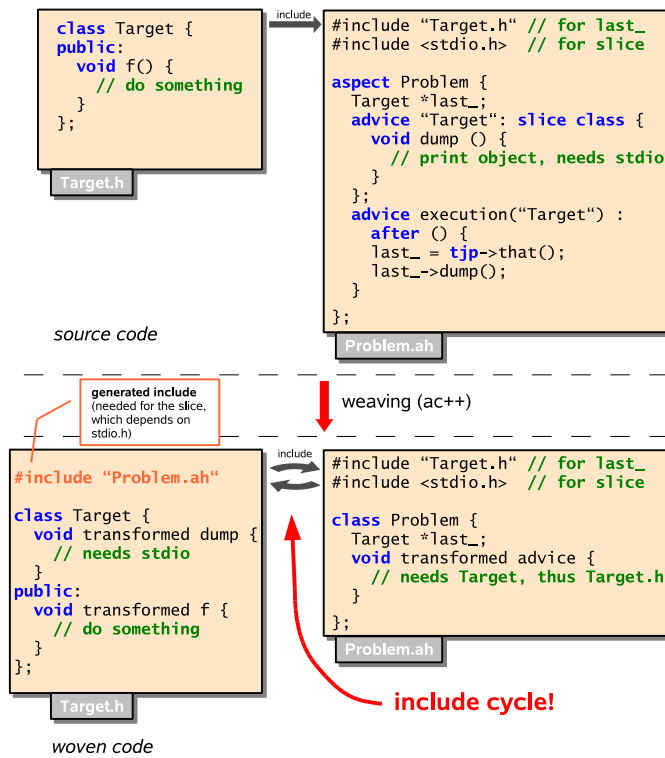 class Target {
public:
  void f() {
    // do something
  }
};
Target.h
include
#include “Target.h“ // for last_
#include <stdio.h>  // for slice
aspect Problem {
  Target *last_;
  advice “Target“: slice class {
    void dump () {
      // print object, needs stdio
    }
  };
  advice execution(“Target“) :
    after () {
    last_ = tjp->that();
    last_->dump();
  }
};
Problem.ah
source code
generated include
(needed for the slice,
which depends on
stdio.h)
weaving (ac++)
#include “Problem.ah“
class Target {
  void transformed dump {
    // needs stdio
  }
public:
  void transformed f {
    // do something
  }
};
Target.h
include
#include “Target.h“ // for last_
#include <stdio.h>  // for slice
class Problem {
  Target *last_;
  void transformed advice {
    // needs Target, thus Target.h
  }
};
Problem.ah
include cycle!
woven code